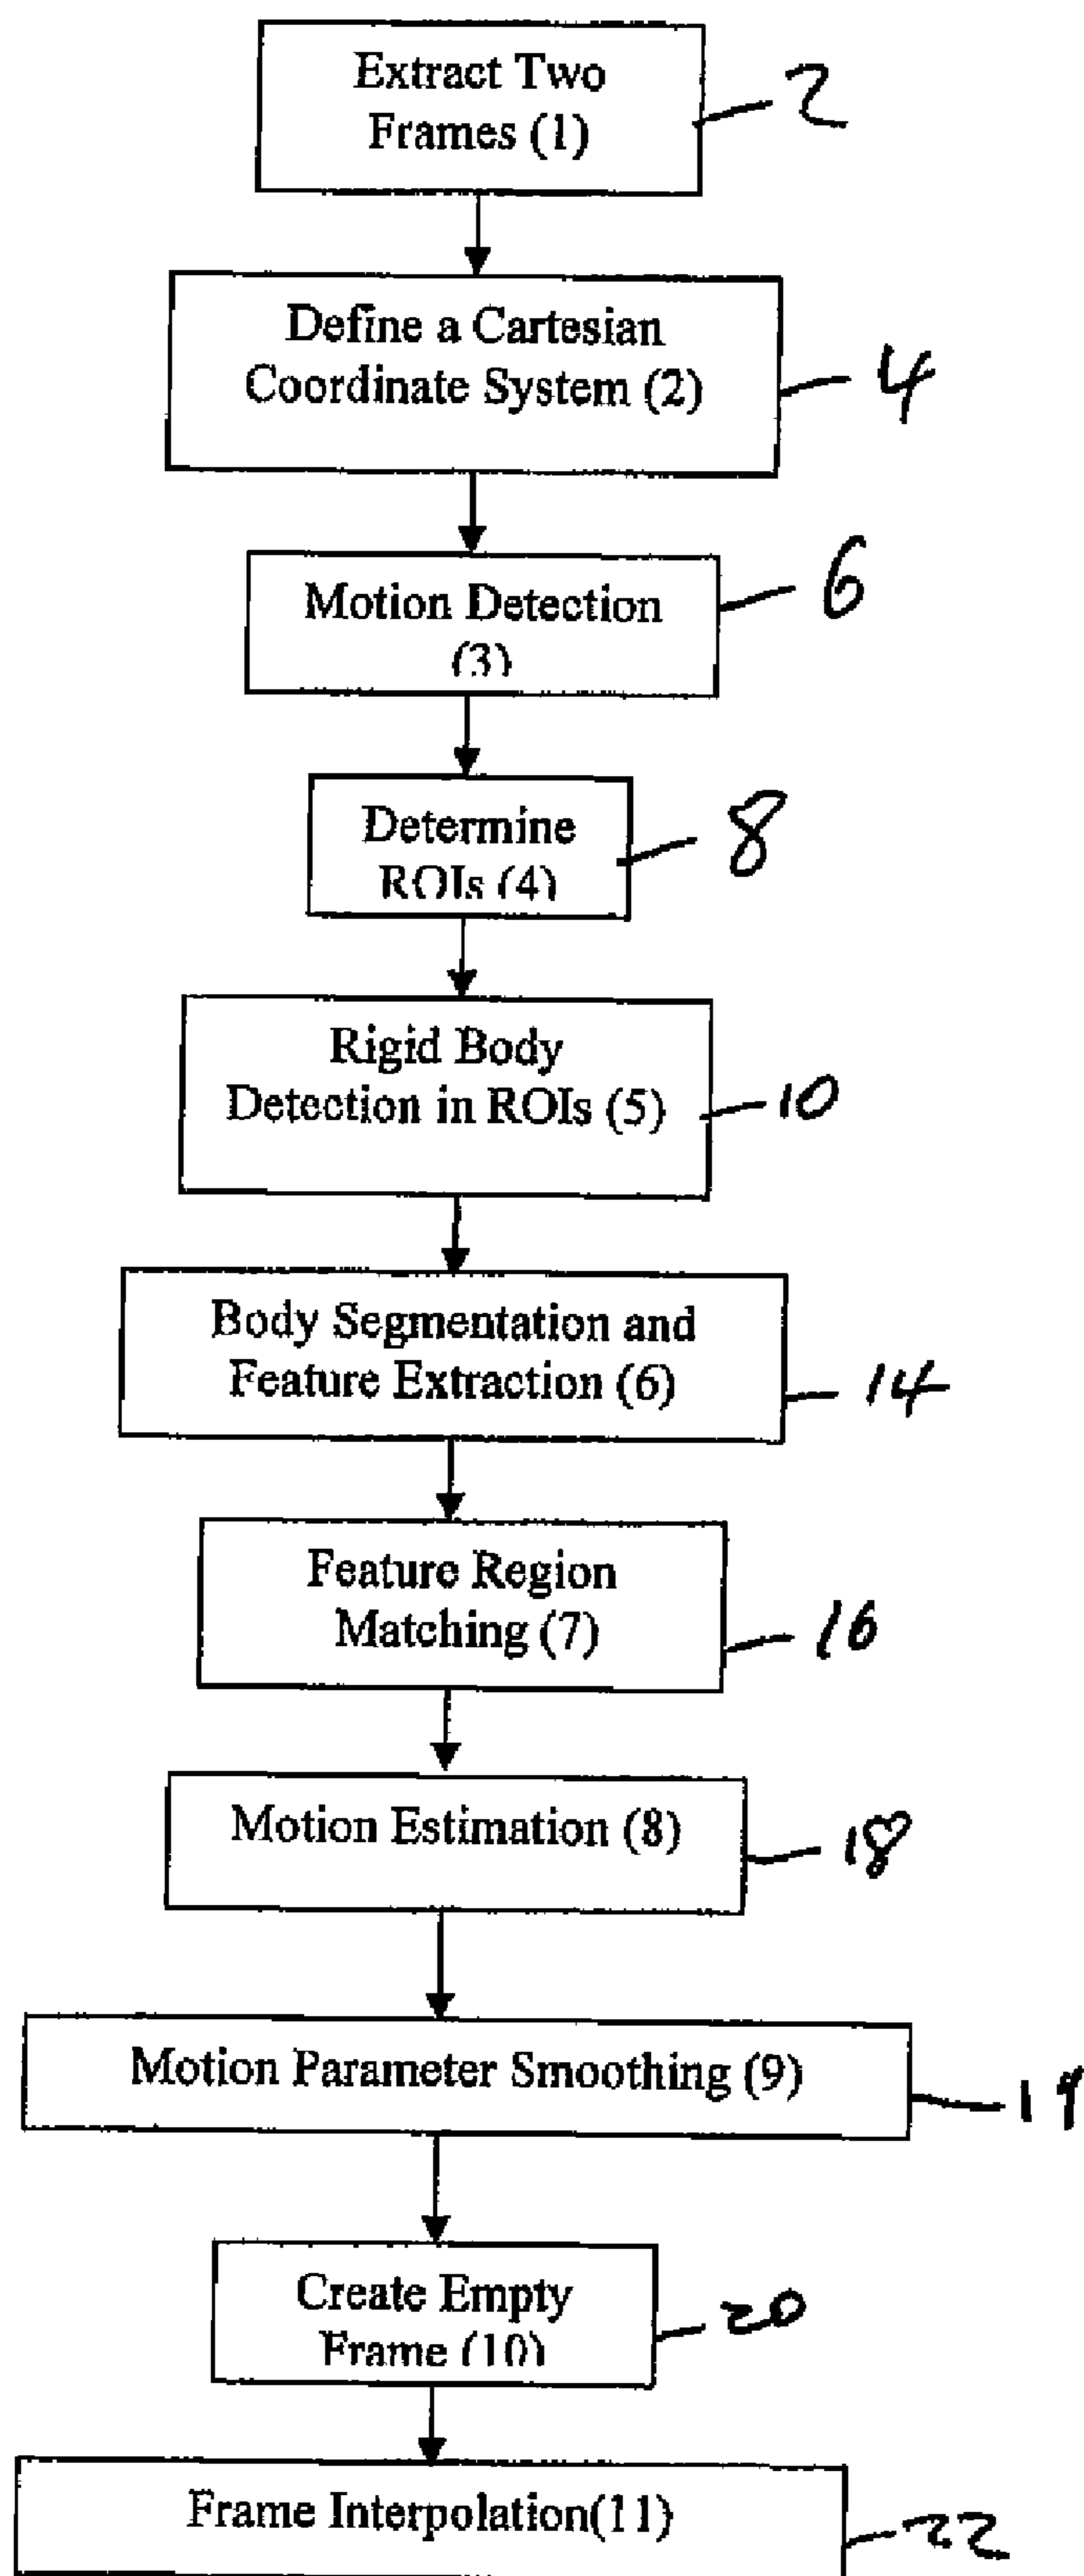 Extract Two
Frames (1)
2
Define a Cartesian
Coordinate System (2)
4
Motion Detection
(3)
6
Determine
ROIs (4)
8
Rigid Body
Detection in ROIs (5)
10
Body Segmentation and
Feature Extraction (6)
14
Feature Region
Matching (7)
16
Motion Estimation (8)
18
Motion Parameter Smoothing (9)
19
Create Empty
Frame (10)
20
Frame Interpolation(11)
22